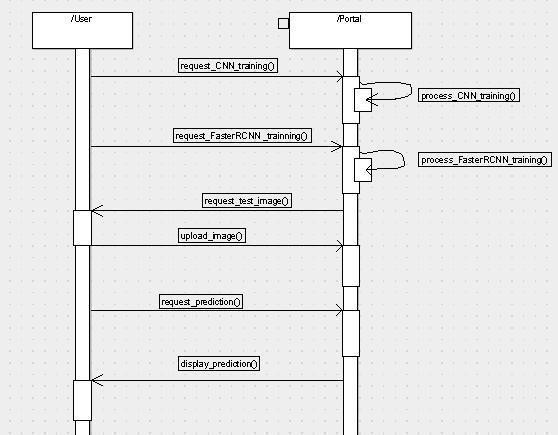 /User
/Portal
request_CNN_training()
process_CNN_training()
request_FasterRCNN_trainning()
process_FasterRCNN_training()
request_test_image()
upload_image()
request_prediction()
display_prediction()